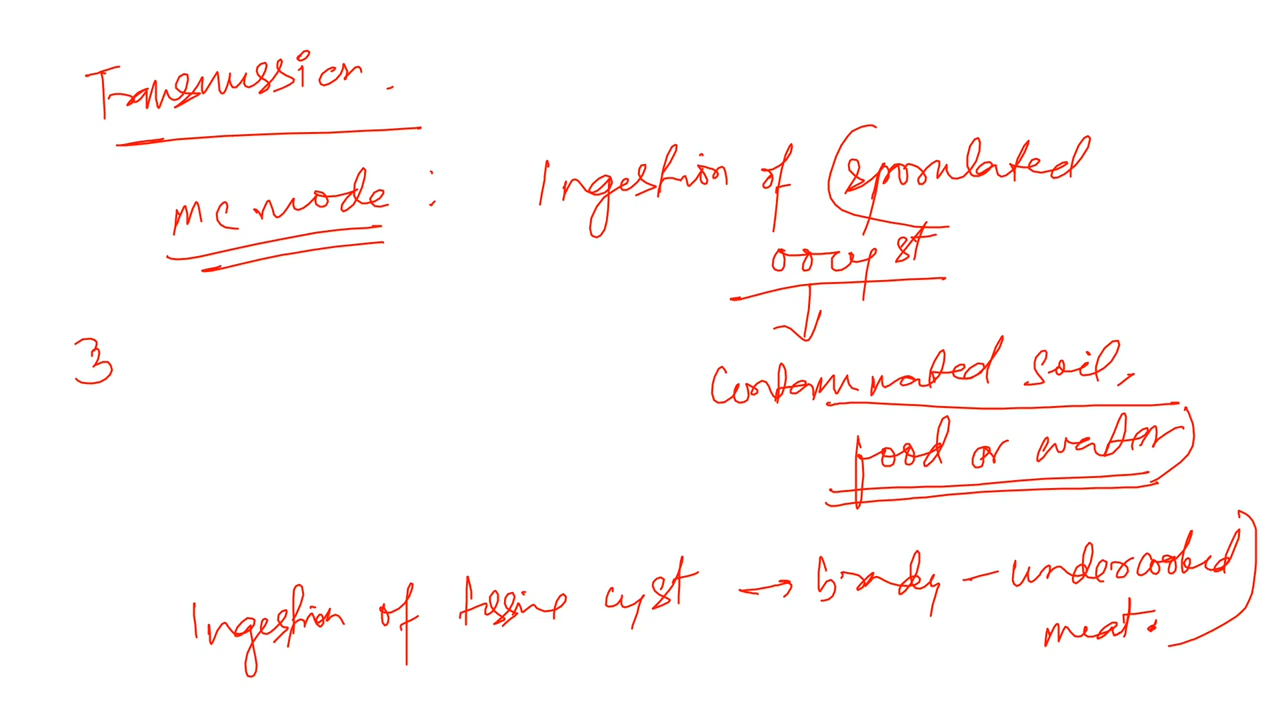 Transmission.
MC mode : Ingestion of (sporulated
oocyst
Contaminated soil,
3
food or water)
Ingestion of tissue cyst → brady - undercooked
meat.)